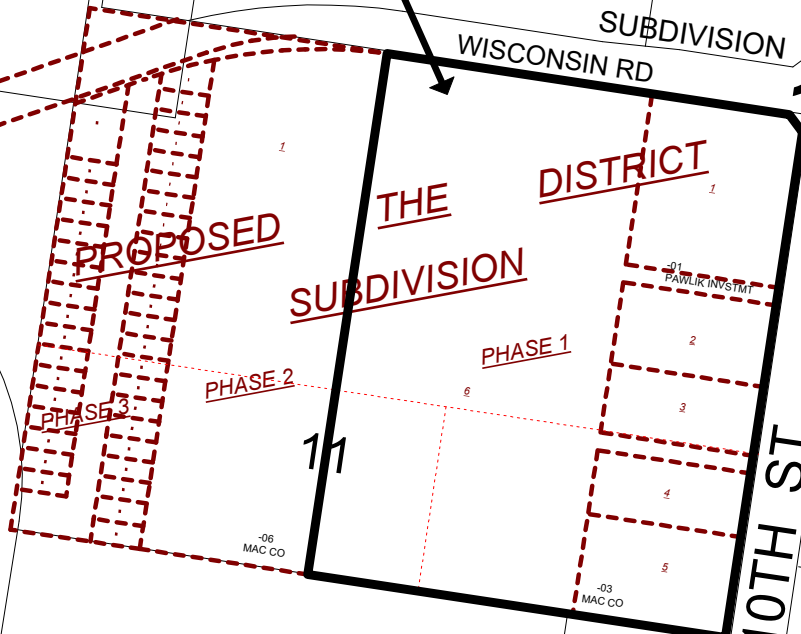 SUBDIVISION
WISCONSIN RD
1
1
THE
DISTRICT
PROPOSED
SUBDIVISION
-01
PAWLIK INVSTMT
2
PHASE 1
PHASE 2
6
3
PHASE 3
11
4
5
-06
MAC CO
-03
MAC CO
10TH ST